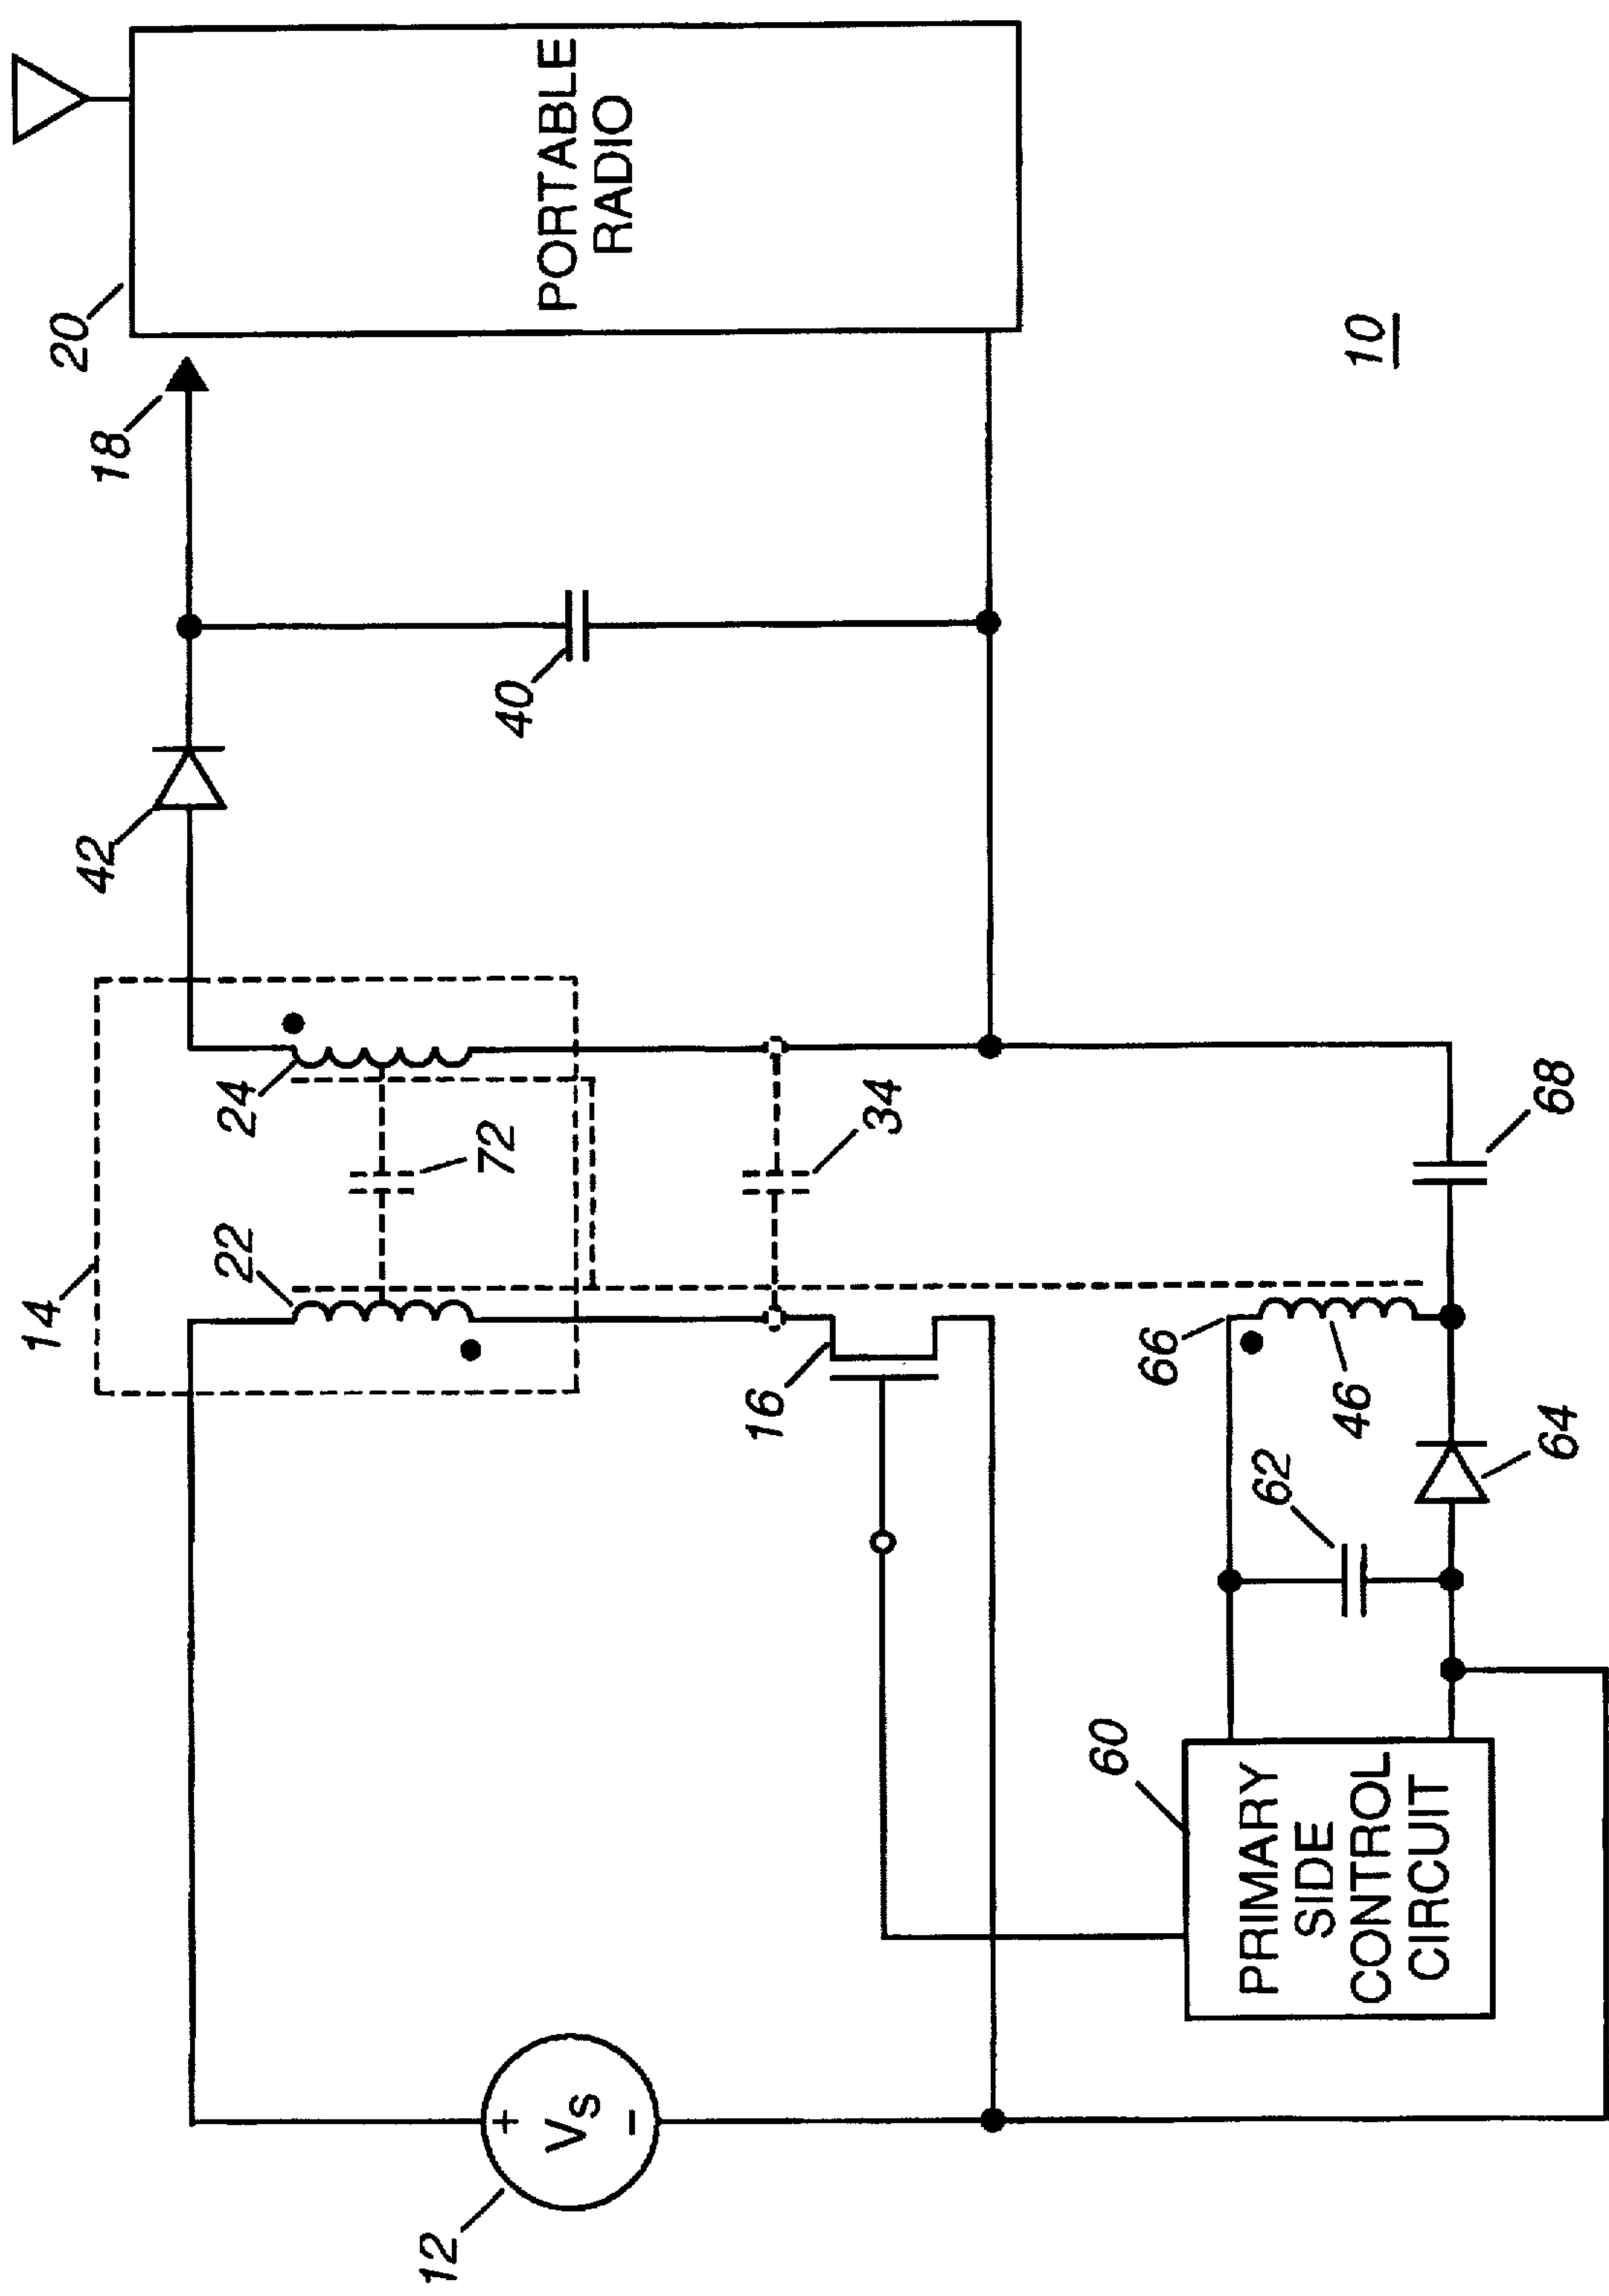 20
PORTABLE
RADIO
18
42
40
14
24
22
72
34
16
66
46
68
64
62
60
PRIMARY
SIDE
CONTROL
CIRCUIT
12
+
VS
−
10